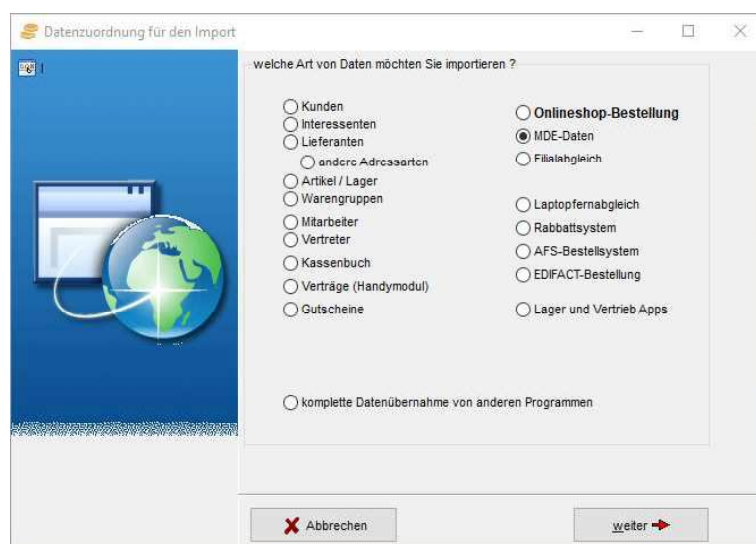 Datenzuordnung für den Import
welche Art von Daten möchten Sie importieren ?
Kunden
Interessenten
Lieferanten
andere Adressarten
Artikel / Lager
Warengruppen
Mitarbeiter
Vertreter
Kassenbuch
Verträge (Handymodul)
Gutscheine
Onlineshop-Bestellung
MDE-Daten
Filialabgleich
Laptopfernabgleich
Rabbattsystem
AFS-Bestellsystem
EDIFACT-Bestellung
Lager und Vertrieb Apps
komplette Datenübernahme von anderen Programmen
Abbrechen
weiter